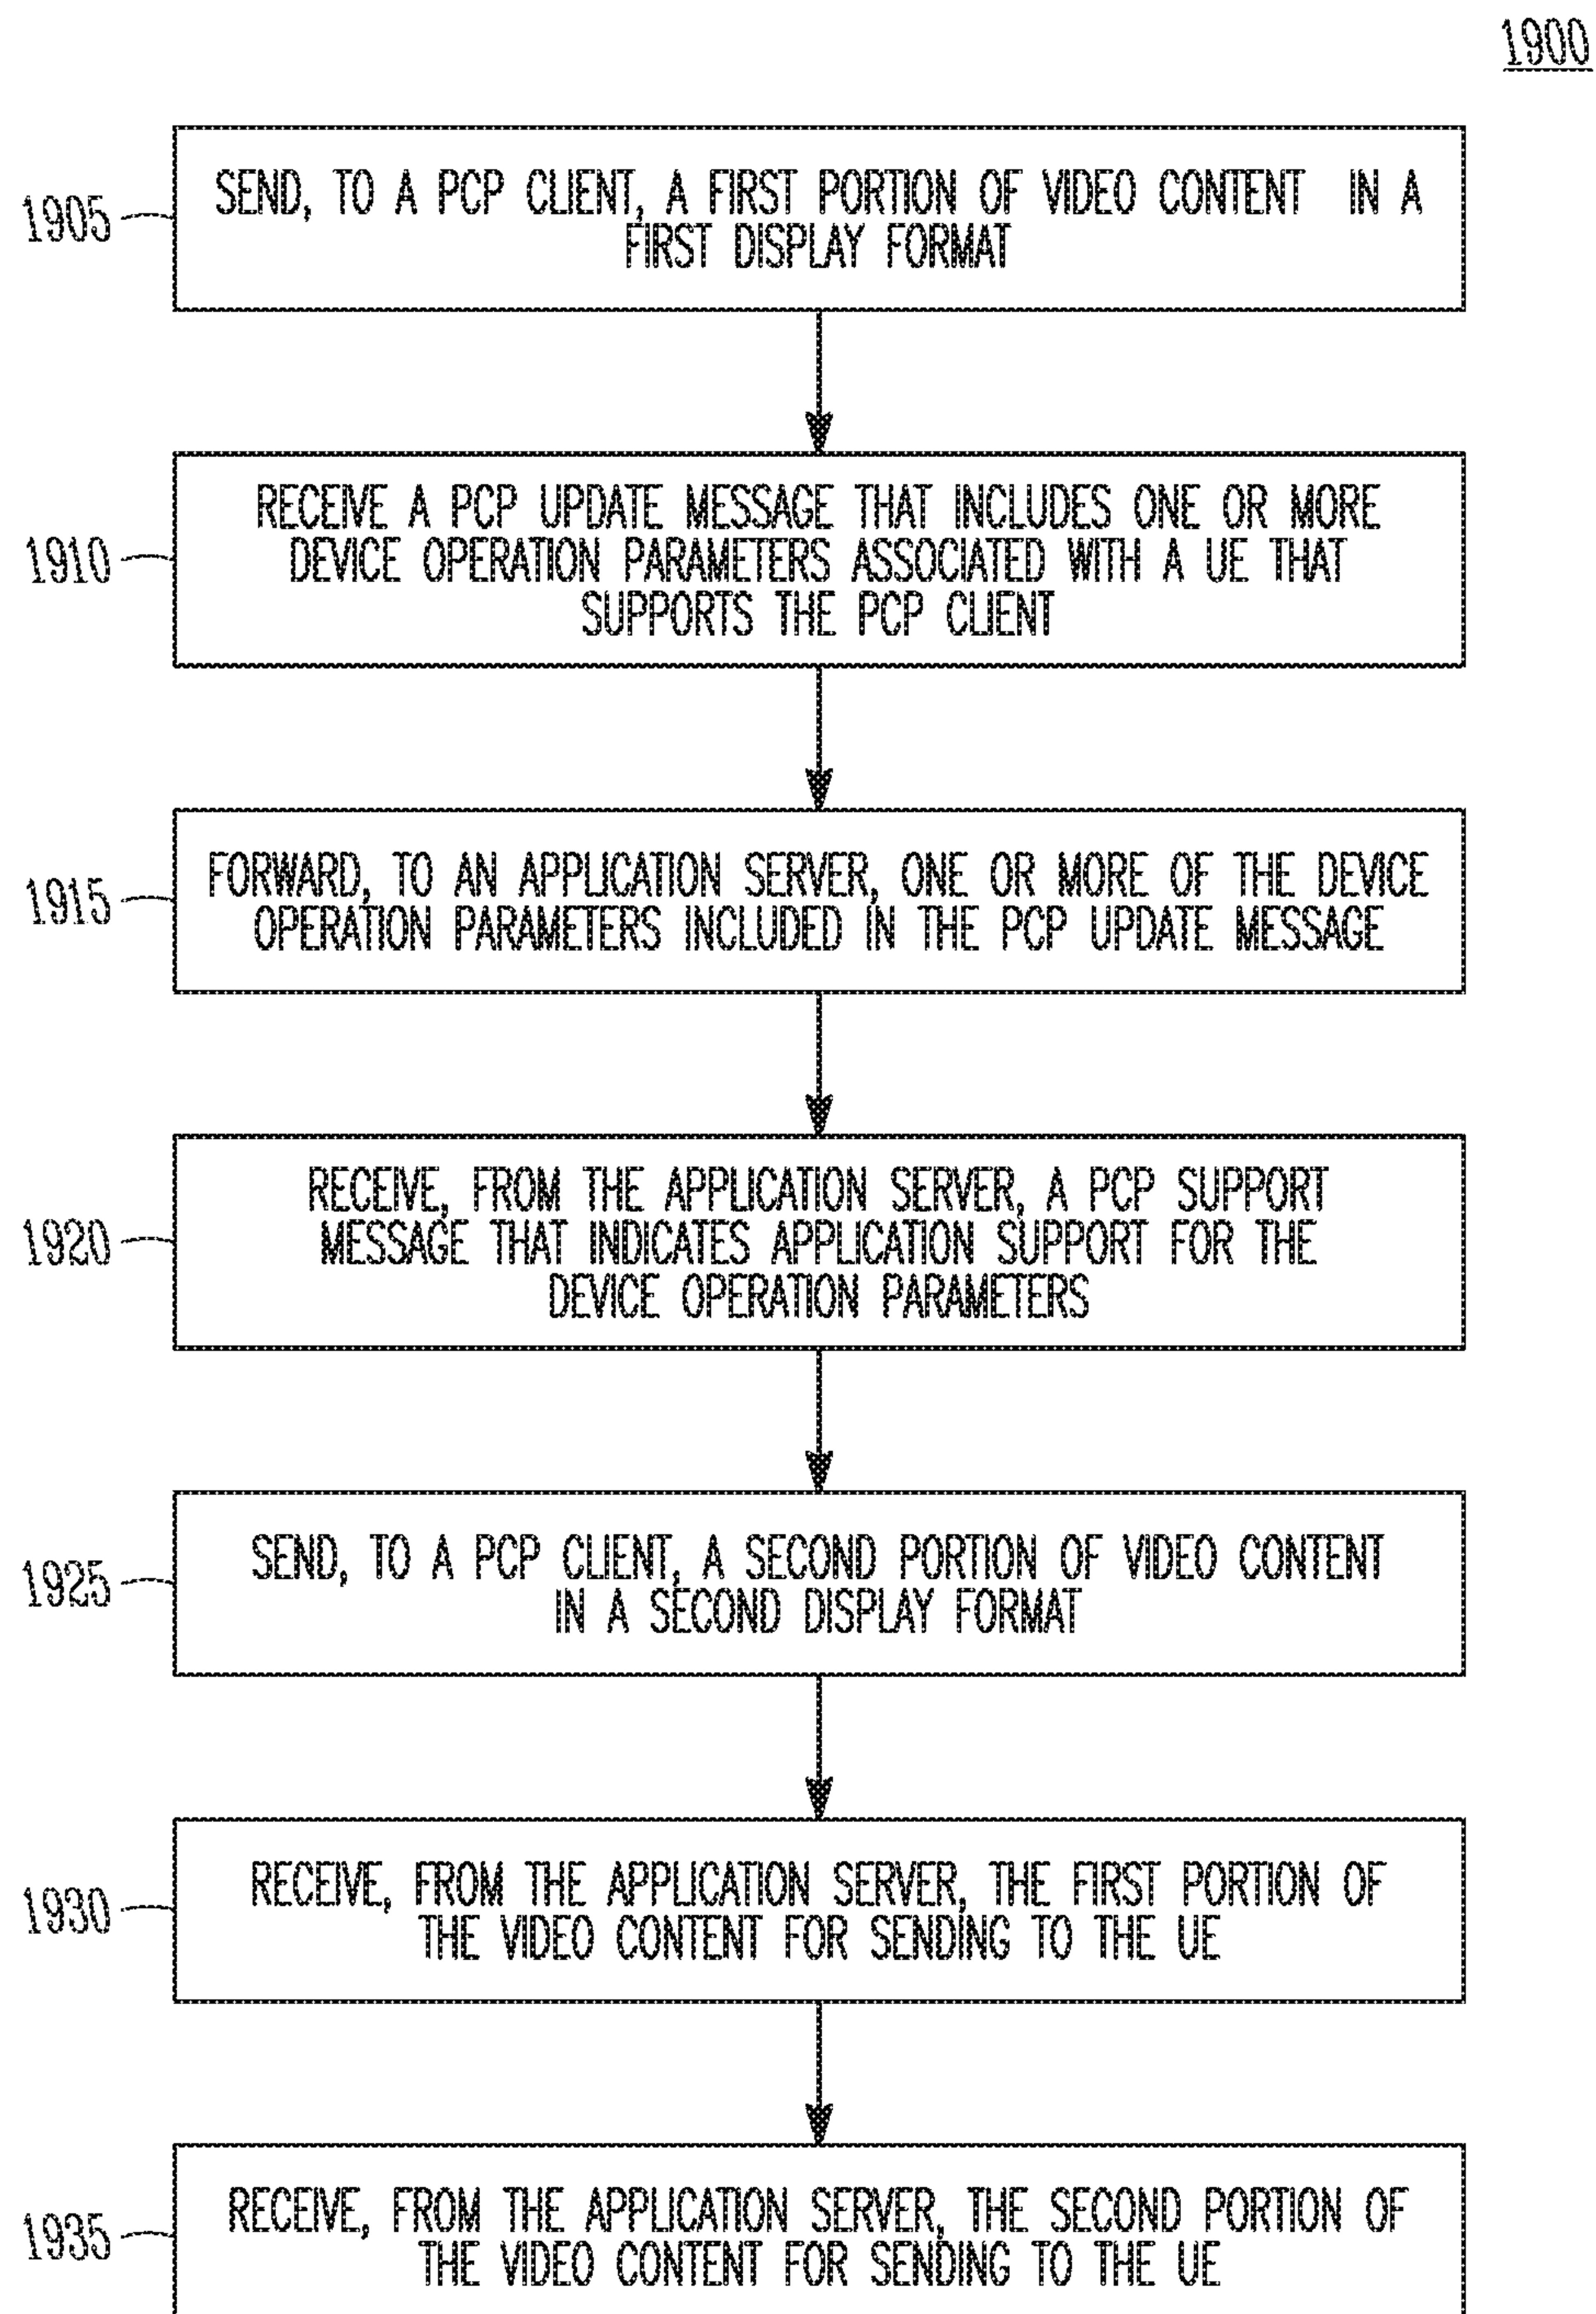 1900
1905
SEND, TO A PCP CLIENT, A FIRST PORTION OF VIDEO CONTENT IN A
FIRST DISPLAY FORMAT
1910
RECEIVE A PCP UPDATE MESSAGE THAT INCLUDES ONE OR MORE
DEVICE OPERATION PARAMETERS ASSOCIATED WITH A UE THAT
SUPPORTS THE PCP CLIENT
1915
FORWARD, TO AN APPLICATION SERVER, ONE OR MORE OF THE DEVICE
OPERATION PARAMETERS INCLUDED IN THE PCP UPDATE MESSAGE
1920
RECEIVE, FROM THE APPLICATION SERVER, A PCP SUPPORT
MESSAGE THAT INDICATES APPLICATION SUPPORT FOR THE
DEVICE OPERATION PARAMETERS
1925
SEND, TO A PCP CLIENT, A SECOND PORTION OF VIDEO CONTENT
IN A SECOND DISPLAY FORMAT
1930
RECEIVE, FROM THE APPLICATION SERVER, THE FIRST PORTION OF
THE VIDEO CONTENT FOR SENDING TO THE UE
1935
RECEIVE, FROM THE APPLICATION SERVER, THE SECOND PORTION OF
THE VIDEO CONTENT FOR SENDING TO THE UE